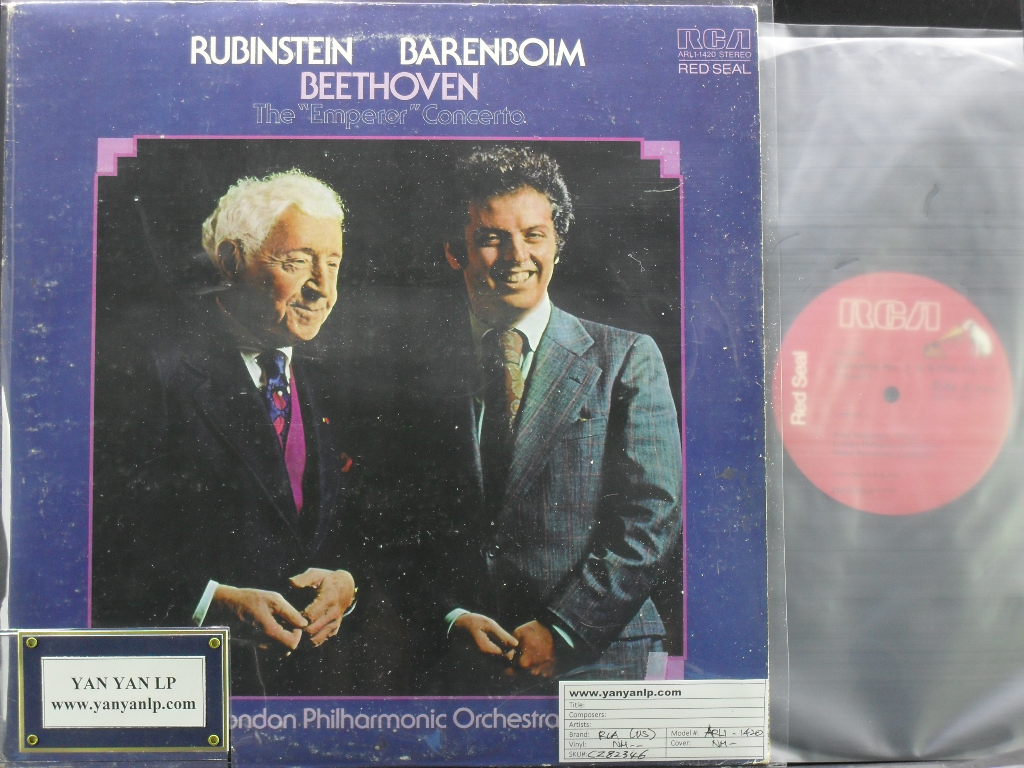 RUBINSTEIN BARENBOIM
BEETHOVEN
The "Emperor" Concerto
RCA
ARL1-1420 STEREO
RED SEAL
RCA
Red Seal
YAN YAN LP
www.yanyanlp.com
ondon Philharmonic Orchestra
www.yanyanlp.com
Title:
Composers:
Artists:
Brand: RCA (US) Model #: ARL1-1420
Vinyl: NM-- Cover: NM-
SKU#: CZ82346